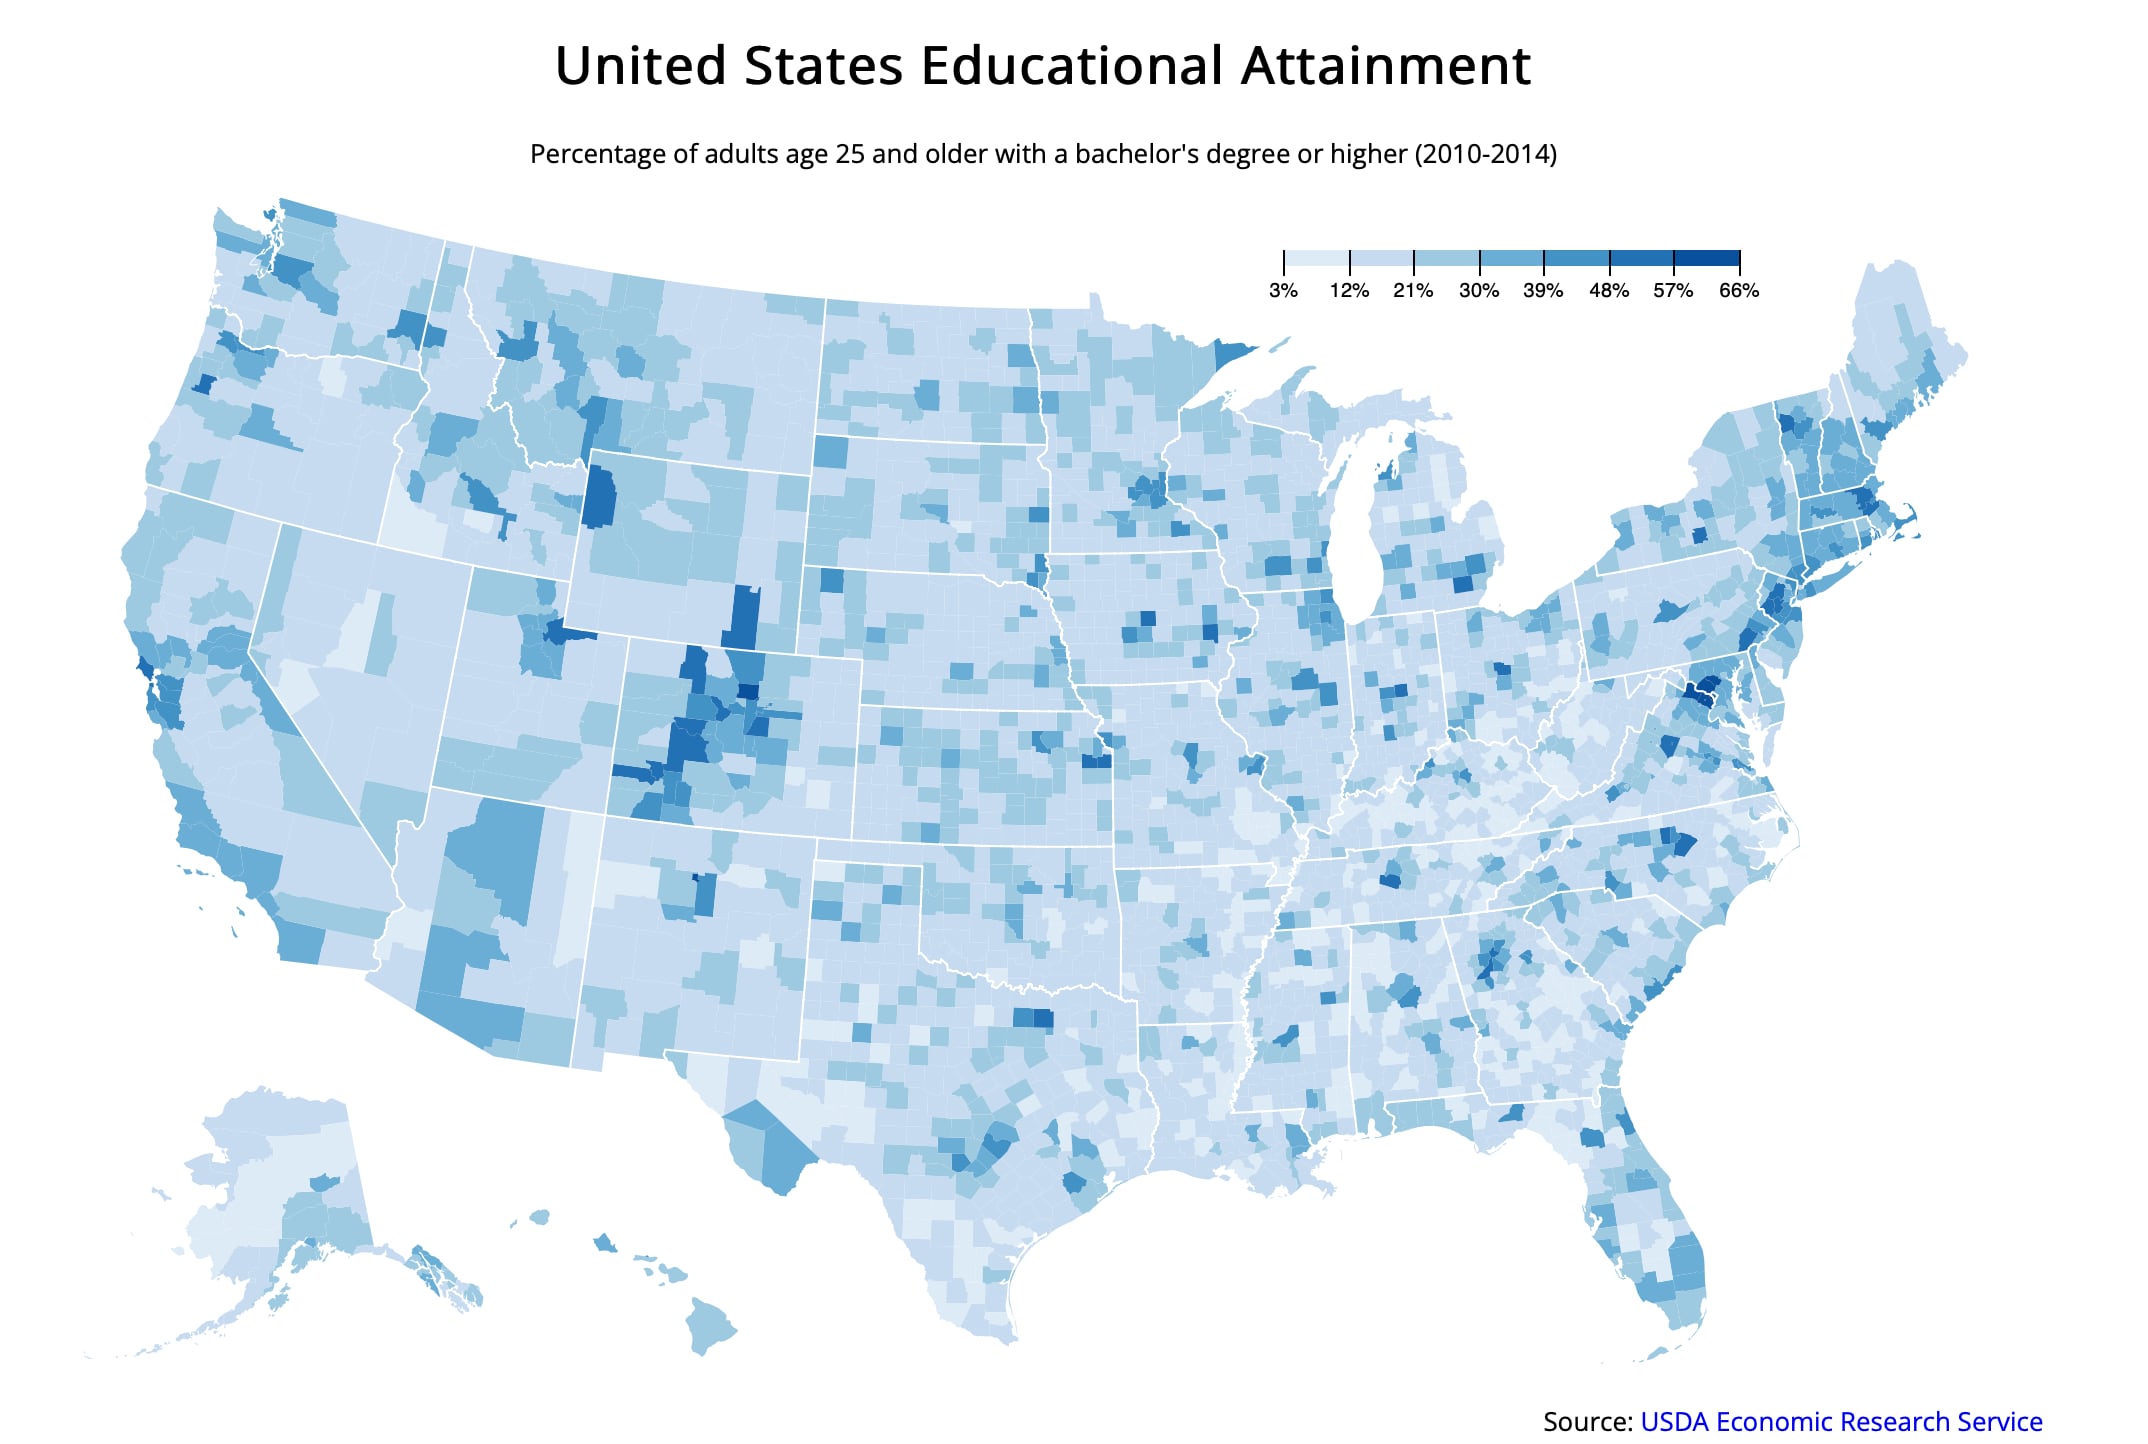 United States Educational Attainment
Percentage of adults age 25 and older with a bachelor's degree or higher (2010-2014)
3% 12% 21% 30% 39% 48% 57% 66%
Source: USDA Economic Research Service